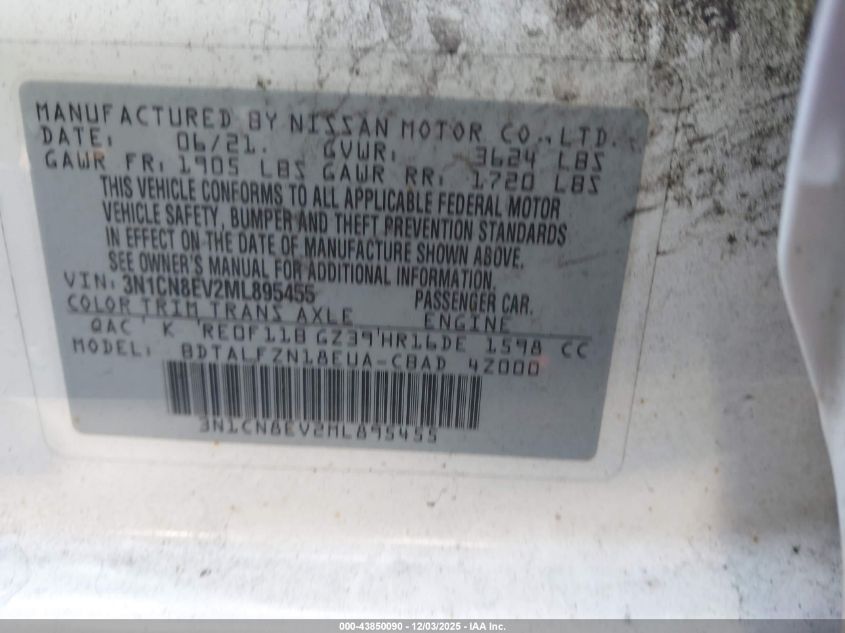 MANUFACTURED BY NISSAN MOTOR CO., LTD.
DATE: 06/21. GVWR: 3624 LBS
GAWR FR: 1905 LBS GAWR RR: 1720 LBS
THIS VEHICLE CONFORMS TO ALL APPLICABLE FEDERAL MOTOR
VEHICLE SAFETY, BUMPER AND THEFT PREVENTION STANDARDS
IN EFFECT ON THE DATE OF MANUFACTURE SHOWN ABOVE.
SEE OWNER'S MANUAL FOR ADDITIONAL INFORMATION.
VIN: 3N1CN8EV2ML895455 PASSENGER CAR.
COLOR TRIM TRANS AXLE ENGINE
QAC' K 'RE0F11B GZ39'HR16DE 1598 CC
MODEL: BDTALFZN18EUA-CBAD 4Z000
3N1CN8EV2ML895455
000-43850090 - 12/03/2025 - IAA Inc.